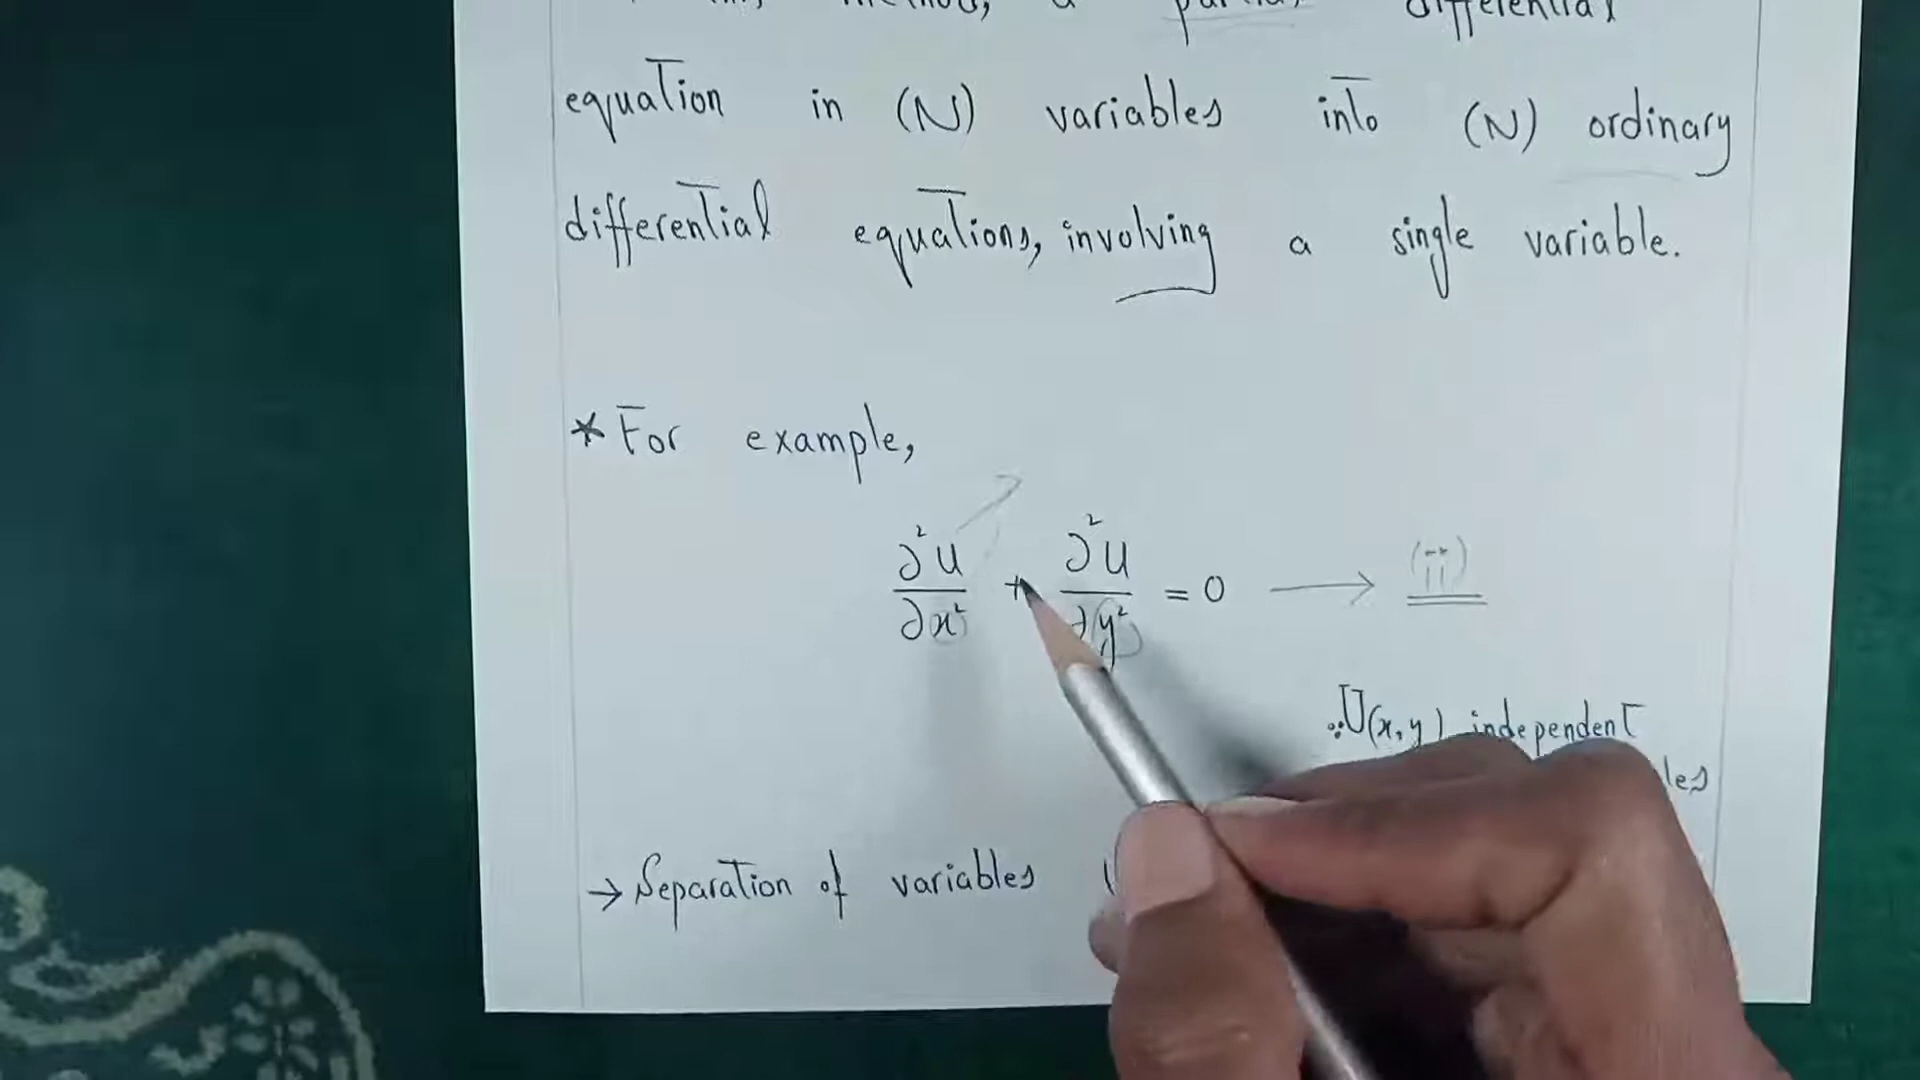 differential
equation in (N) variables into (N) ordinary
differential equations, involving a single variable.
* For example,
∂²U/∂x² + ∂²U/∂y² = 0 →
∵ U(x,y) independent
→ Separation of variables